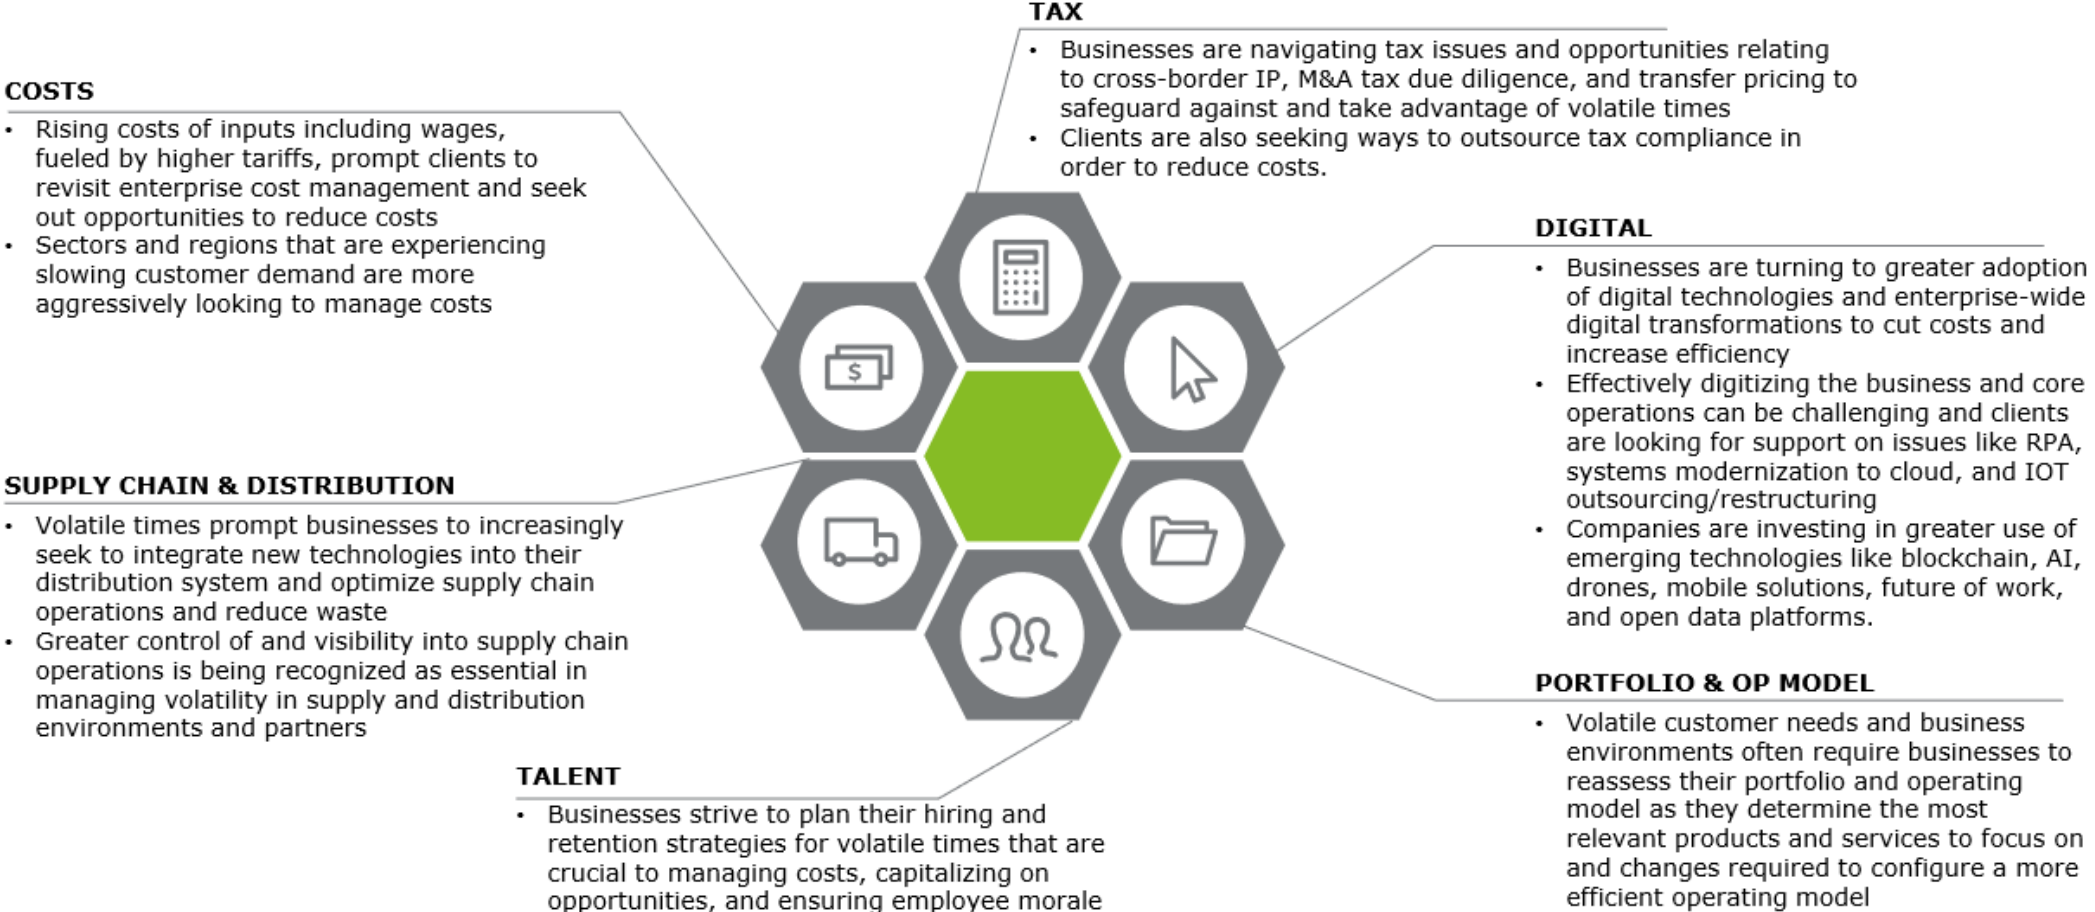 TAX
• Businesses are navigating tax issues and opportunities relating
to cross-border IP, M&A tax due diligence, and transfer pricing to
safeguard against and take advantage of volatile times
• Clients are also seeking ways to outsource tax compliance in
order to reduce costs.
COSTS
• Rising costs of inputs including wages,
fueled by higher tariffs, prompt clients to
revisit enterprise cost management and seek
out opportunities to reduce costs
• Sectors and regions that are experiencing
slowing customer demand are more
aggressively looking to manage costs
DIGITAL
• Businesses are turning to greater adoption
of digital technologies and enterprise-wide
digital transformations to cut costs and
increase efficiency
• Effectively digitizing the business and core
operations can be challenging and clients
are looking for support on issues like RPA,
systems modernization to cloud, and IOT
outsourcing/restructuring
• Companies are investing in greater use of
emerging technologies like blockchain, AI,
drones, mobile solutions, future of work,
and open data platforms.
$
SUPPLY CHAIN & DISTRIBUTION
• Volatile times prompt businesses to increasingly
seek to integrate new technologies into their
distribution system and optimize supply chain
operations and reduce waste
• Greater control of and visibility into supply chain
operations is being recognized as essential in
managing volatility in supply and distribution
environments and partners
PORTFOLIO & OP MODEL
• Volatile customer needs and business
environments often require businesses to
reassess their portfolio and operating
model as they determine the most
relevant products and services to focus on
and changes required to configure a more
efficient operating model
TALENT
• Businesses strive to plan their hiring and
retention strategies for volatile times that are
crucial to managing costs, capitalizing on
opportunities, and ensuring employee morale